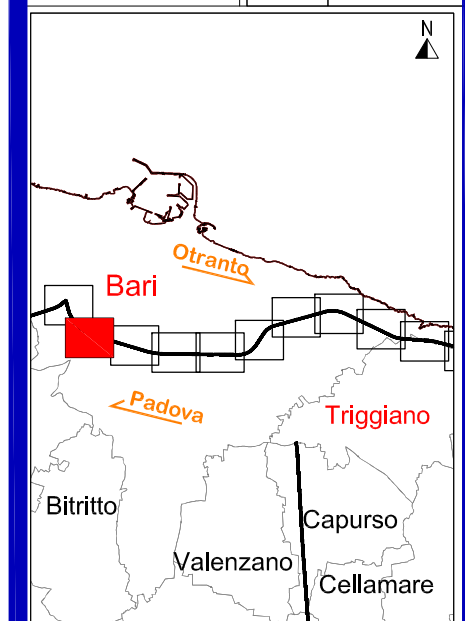 N
Otranto
Bari
Padova
Triggiano
Bitritto
Capurso
Valenzano
Cellamare